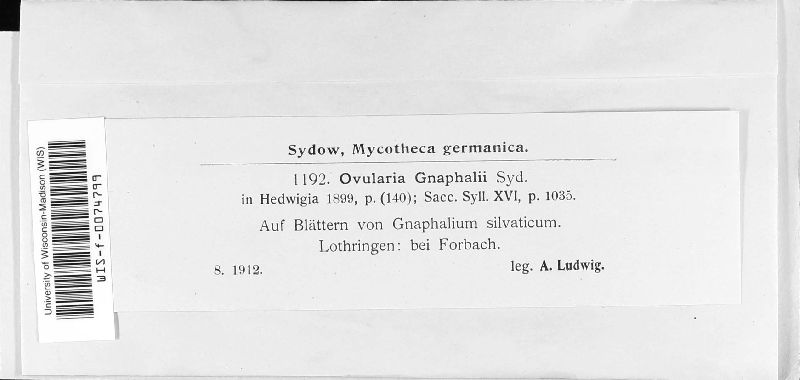 Sydow, Mycotheca germanica.
1192. Ovularia Gnaphalii Syd.
in Hedwigia 1899, p. (140); Sacc. Syll. XVI, p. 1035.
Auf Blättern von Gnaphalium silvaticum.
Lothringen: bei Forbach.
8. 1912. leg. A. Ludwig.
University of Wisconsin-Madison (WIS)
WIS-f-0074799